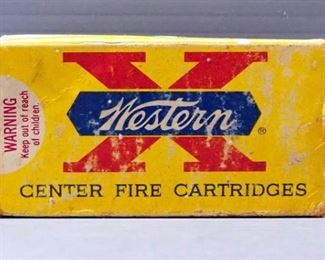 WARNING
Keep out of reach
of children.
X
Western
®
CENTER FIRE CARTRIDGES